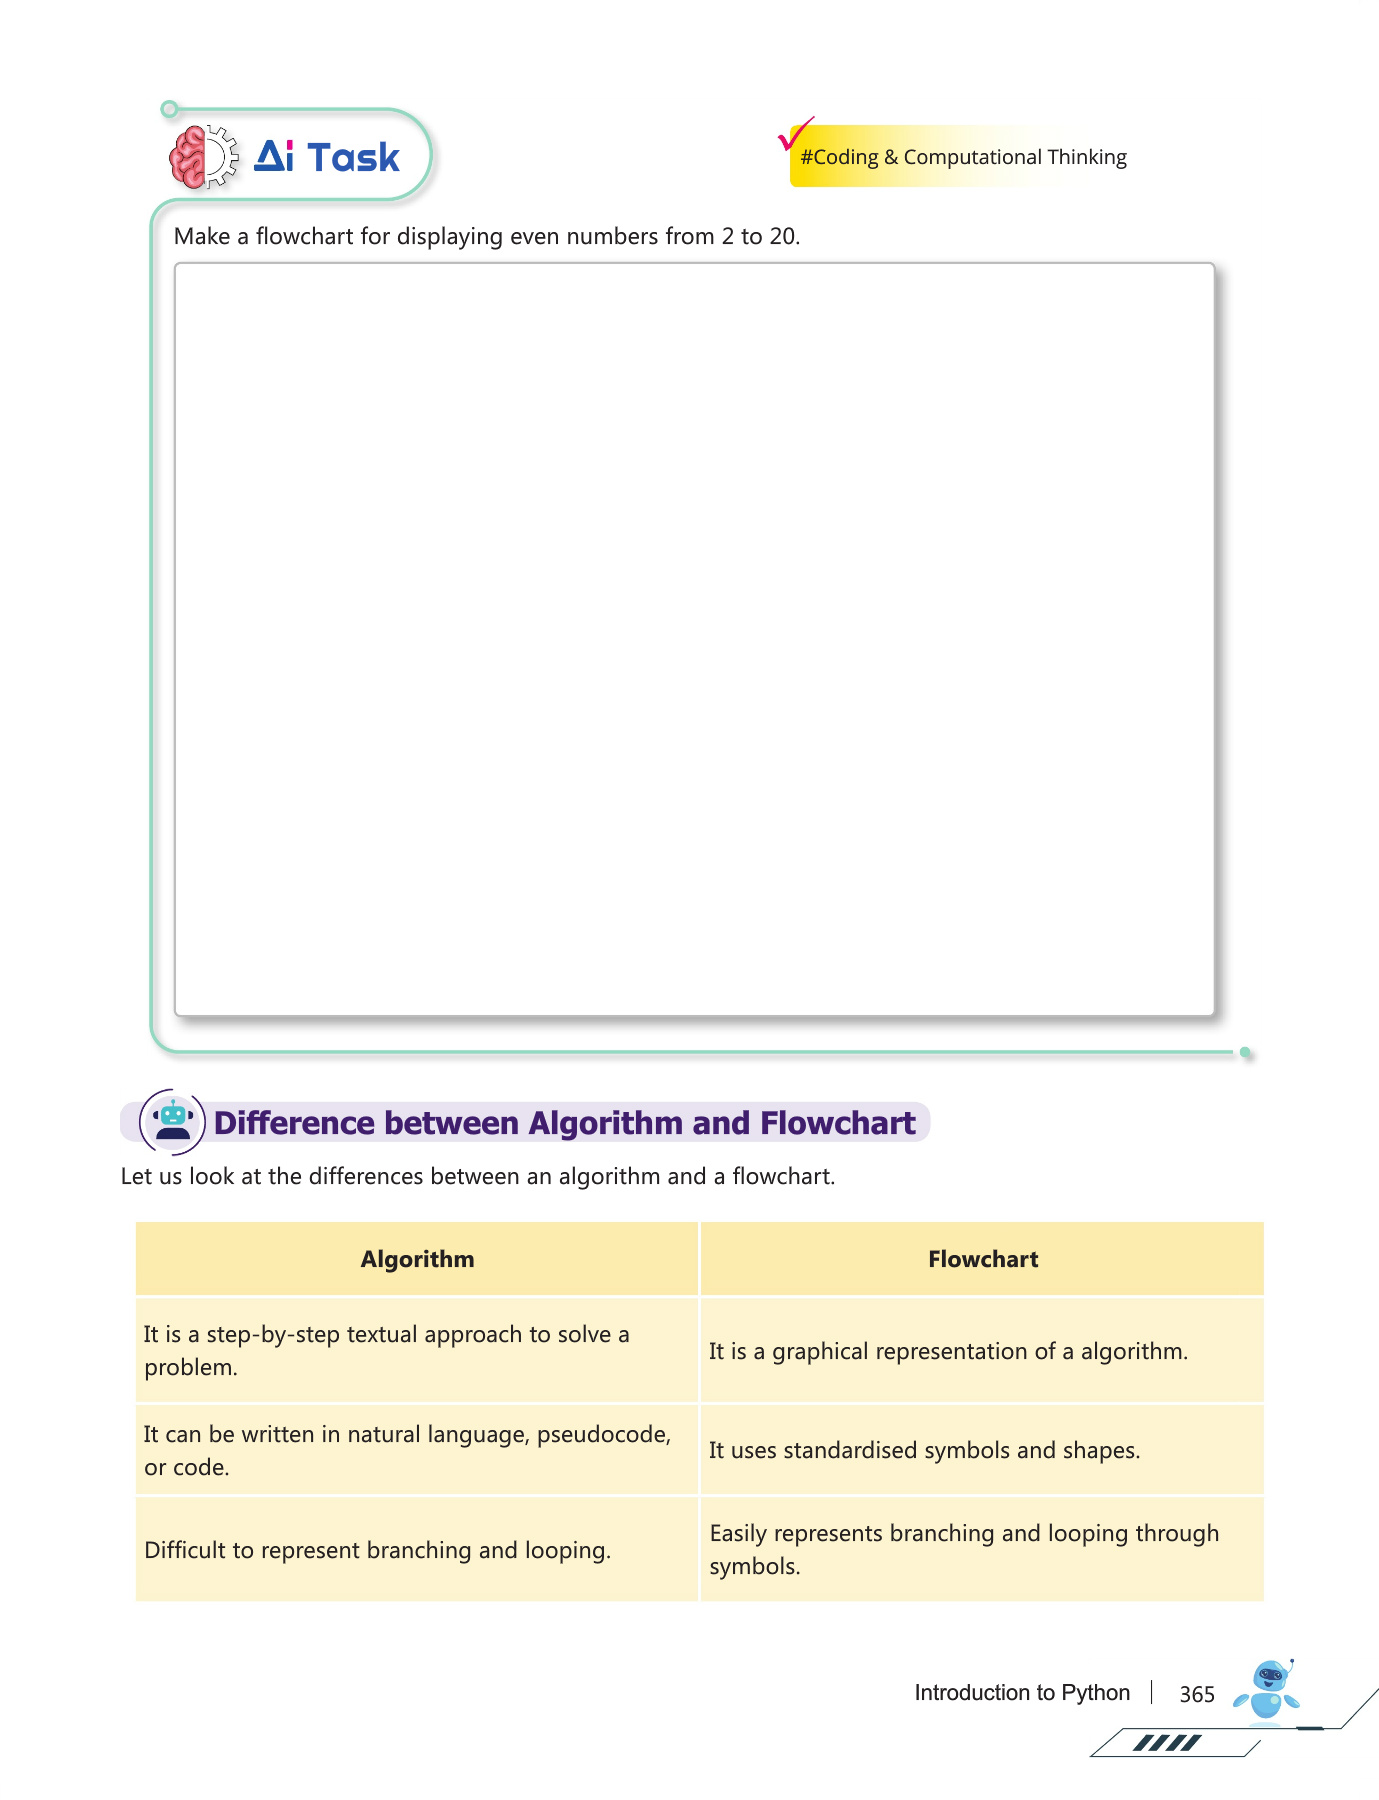 Ai Task
#Coding & Computational Thinking
Make a flowchart for displaying even numbers from 2 to 20.
Difference between Algorithm and Flowchart
Let us look at the differences between an algorithm and a flowchart.
Algorithm
Flowchart
It is a step-by-step textual approach to solve a
problem.
It is a graphical representation of a algorithm.
It can be written in natural language, pseudocode,
or code.
It uses standardised symbols and shapes.
Difficult to represent branching and looping.
Easily represents branching and looping through
symbols.
Introduction to Python
365